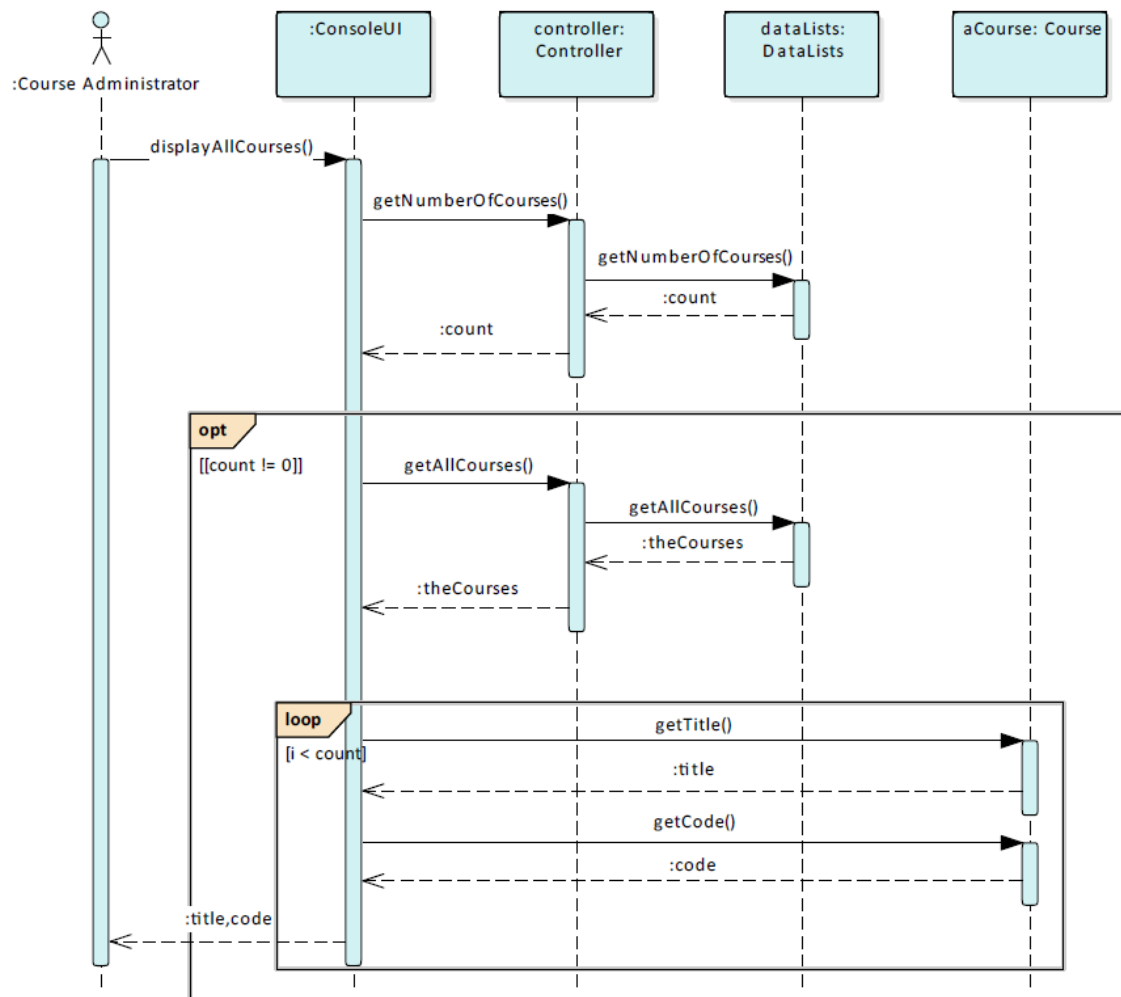 :ConsoleUI
controller:
Controller
dataLists:
DataLists
aCourse: Course
:Course Administrator
displayAllCourses()
getNumberOfCourses()
getNumberOfCourses()
:count
:count
opt
[[count != 0]]
getAllCourses()
getAllCourses()
:theCourses
:theCourses
loop
[i < count]
getTitle()
:title
getCode()
:code
:title,code